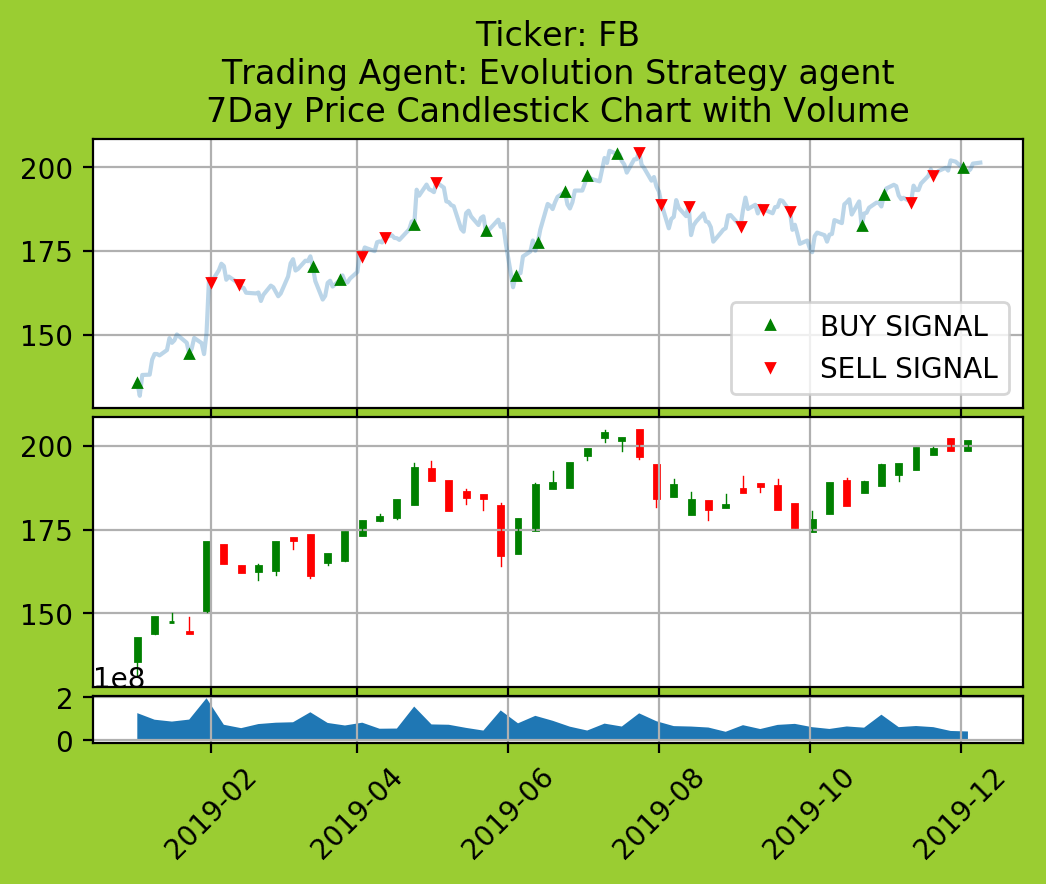 Ticker: FB
Trading Agent: Evolution Strategy agent
7Day Price Candlestick Chart with Volume
200
175
150
BUY SIGNAL
SELL SIGNAL
200
175
150
1e8
2
0
2019-02
2019-04
2019-06
2019-08
2019-10
2019-12